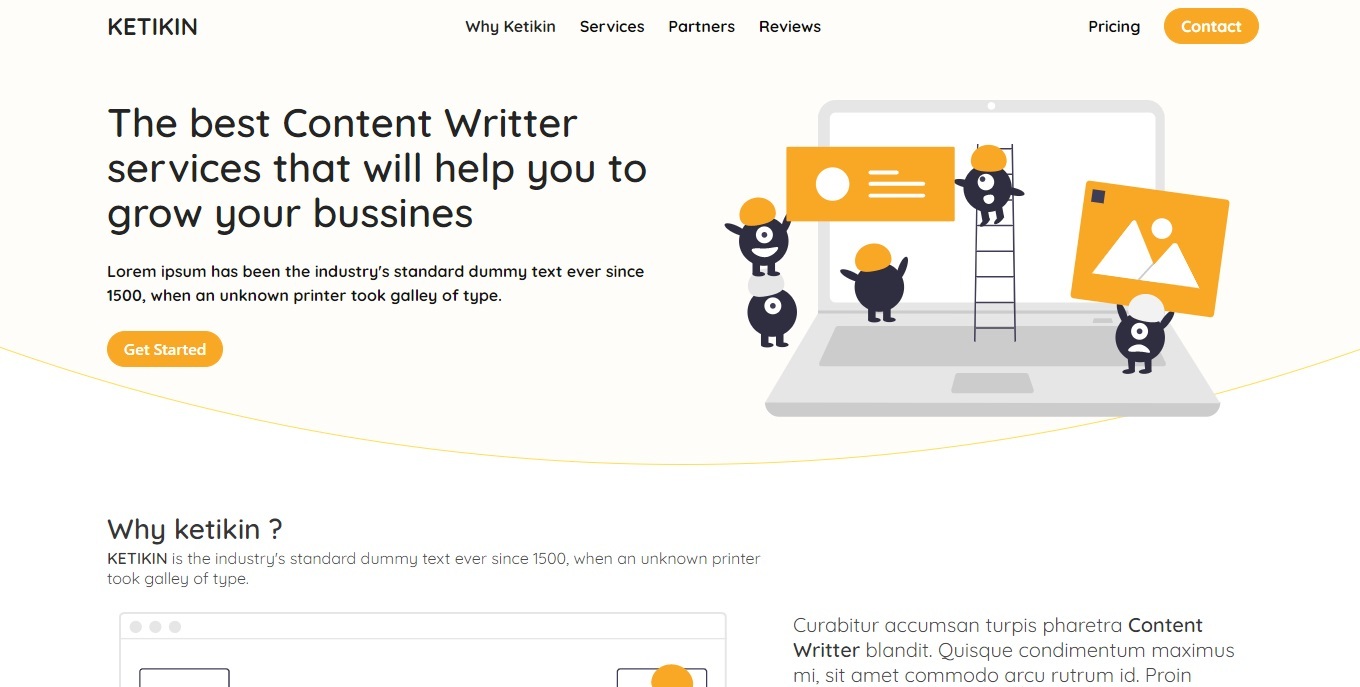 KETIKIN
Why Ketikin
Services
Partners
Reviews
Pricing
Contact
The best Content Writter
services that will help you to
grow your bussines
Lorem ipsum has been the industry's standard dummy text ever since
1500, when an unknown printer took galley of type.
Get Started
Why ketikin ?
KETIKIN is the industry's standard dummy text ever since 1500, when an unknown printer
took galley of type.
Curabitur accumsan turpis pharetra Content
Writter blandit. Quisque condimentum maximus
mi, sit amet commodo arcu rutrum id. Proin